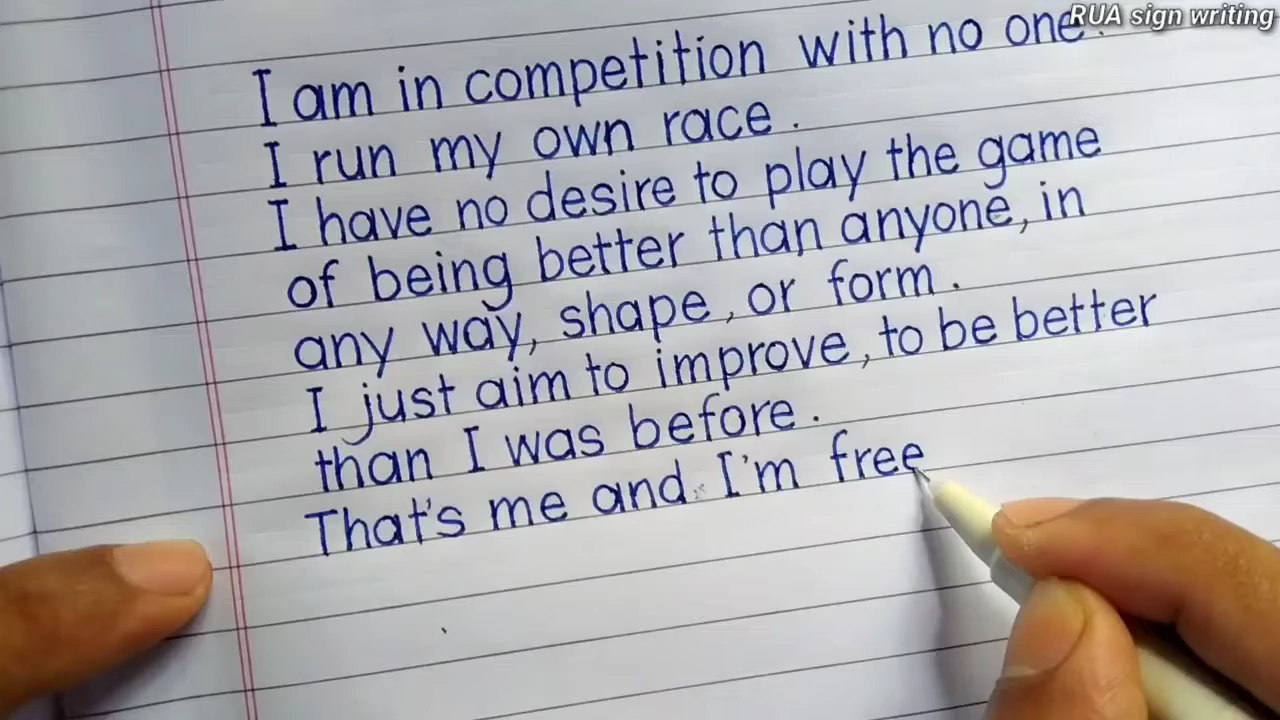 RUA sign writing
I am in competition with no one.
I run my own race.
I have no desire to play the game
of being better than anyone, in
any way, shape, or form.
I just aim to improve, to be better
than I was before.
That's me and I'm free